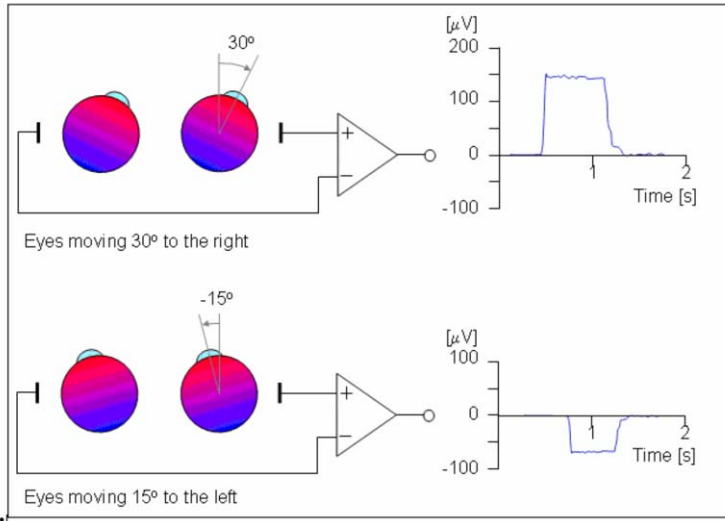 30º
+
−
[μV]
200
100
0
-100
1
2
Time [s]
Eyes moving 30º to the right
-15º
+
−
[μV]
100
0
-100
1
2
Time [s]
Eyes moving 15º to the left